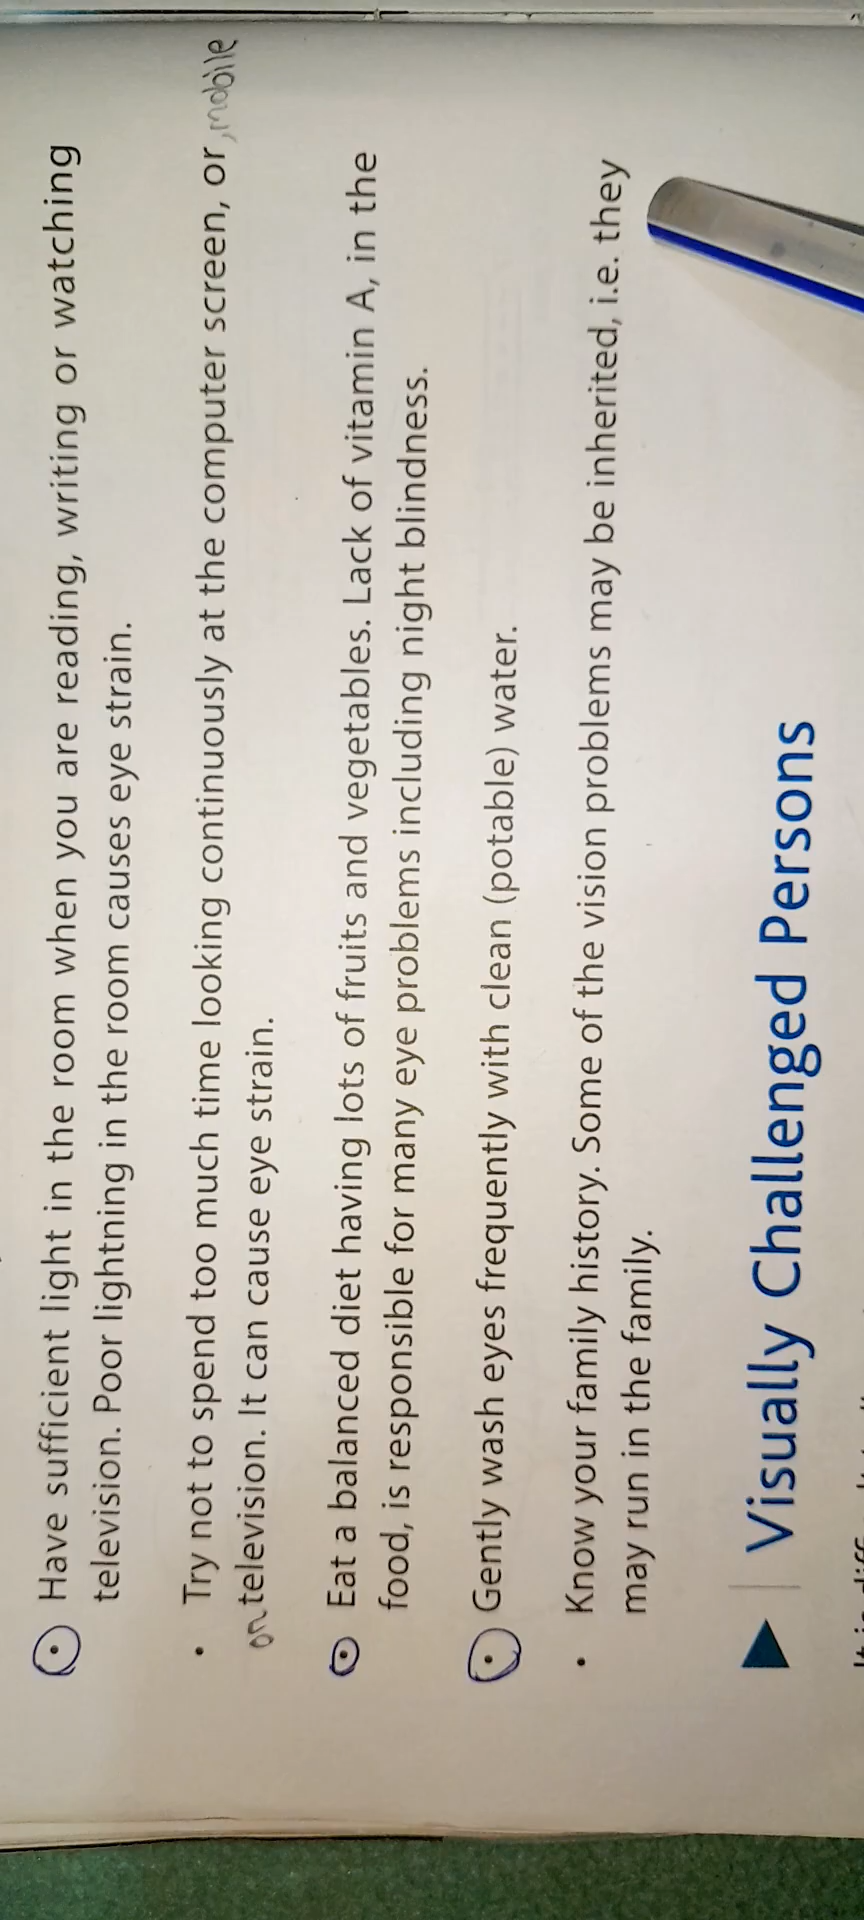 • Have sufficient light in the room when you are reading, writing or watching
television. Poor lightning in the room causes eye strain.
• Try not to spend too much time looking continuously at the computer screen, or ,mobile
on television. It can cause eye strain.
• Eat a balanced diet having lots of fruits and vegetables. Lack of vitamin A, in the
food, is responsible for many eye problems including night blindness.
• Gently wash eyes frequently with clean (potable) water.
• Know your family history. Some of the vision problems may be inherited, i.e. they
may run in the family.
Visually Challenged Persons